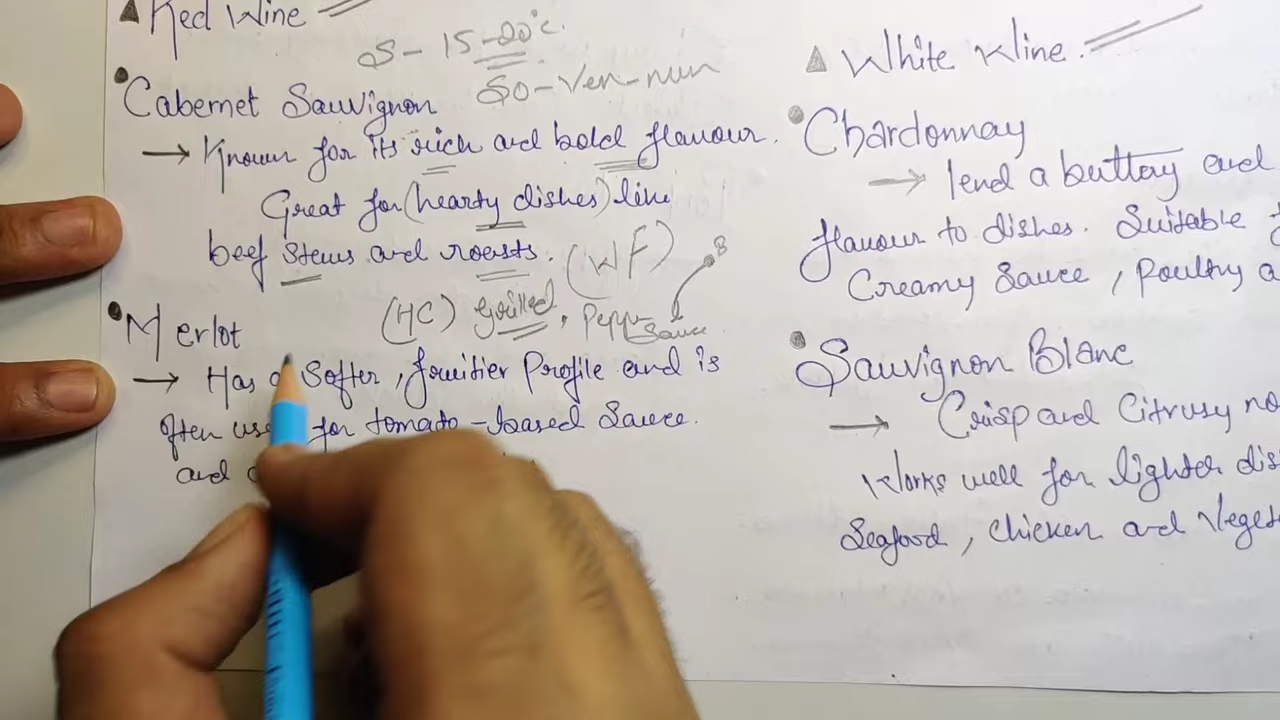 Red Wine
S - 15-20°C.
Cabernet Sauvignon
So-ven-nun
→ Known for its rich and bold flavour.
Great for (hearty dishes) like
beef stews and roasts. (WF)
(HC) Grilled, Pepper Sauce
B
Merlot
→ Has a Softer, fruitier Profile and is
Often use for tomato-based Sauce.
and
White Wine.
Chardonnay
→ lend a buttery and
flavour to dishes. Suitable
Creamy Sauce, Poultry
Sauvignon Blanc
→ Crisp and Citrusy no
Works well for lighter dis
Seafood, chicken and Veget